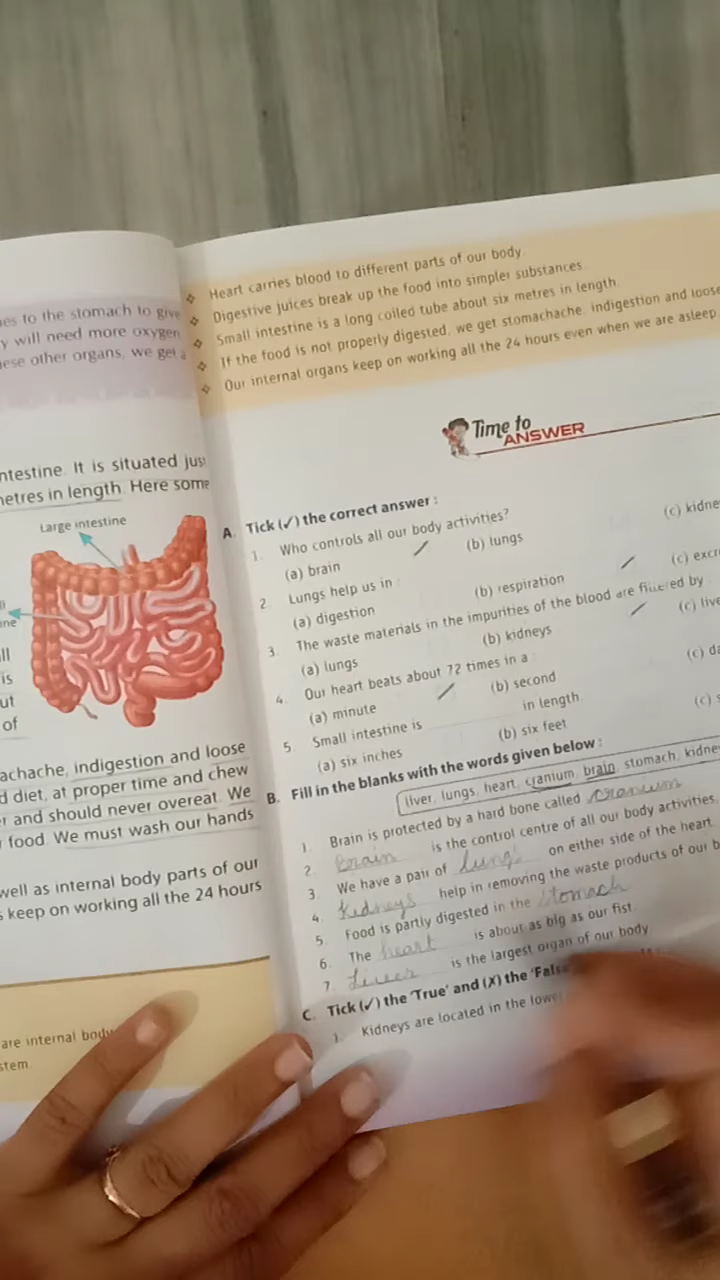 es to the stomach to give
y will need more oxygen
ese other organs, we get a
ntestine. It is situated jus
etres in length. Here some
Large intestine
ine
ll
is
ut
of
achache, indigestion and loose
d diet, at proper time and chew
r and should never overeat. We
food. We must wash our hands
well as internal body parts of our
s keep on working all the 24 hours
are internal body
stem
Heart carries blood to different parts of our body.
Digestive juices break up the food into simpler substances.
Small intestine is a long coiled tube about six metres in length.
If the food is not properly digested, we get stomachache, indigestion and loose
Our internal organs keep on working all the 24 hours even when we are asleep.
Time to
ANSWER
A. Tick (✓) the correct answer :
1. Who controls all our body activities?
(a) brain (b) lungs (c) kidne
2. Lungs help us in :
(a) digestion (b) respiration (c) excr
3. The waste materials in the impurities of the blood are filtered by :
(a) lungs (b) kidneys (c) live
4. Our heart beats about 72 times in a :
(a) minute (b) second (c) da
5. Small intestine is in length.
(a) six inches (b) six feet (c) s
B. Fill in the blanks with the words given below :
liver, lungs, heart, cranium, brain, stomach, kidne
1. Brain is protected by a hard bone called cranium
2. Brain is the control centre of all our body activities.
3. We have a pair of lungs on either side of the heart.
4. Kidneys help in removing the waste products of our b
5. Food is partly digested in the stomach
6. The heart is about as big as our fist.
7. Liver is the largest organ of our body.
C. Tick (✓) the 'True' and (✗) the 'Fals
1. Kidneys are located in the lowe